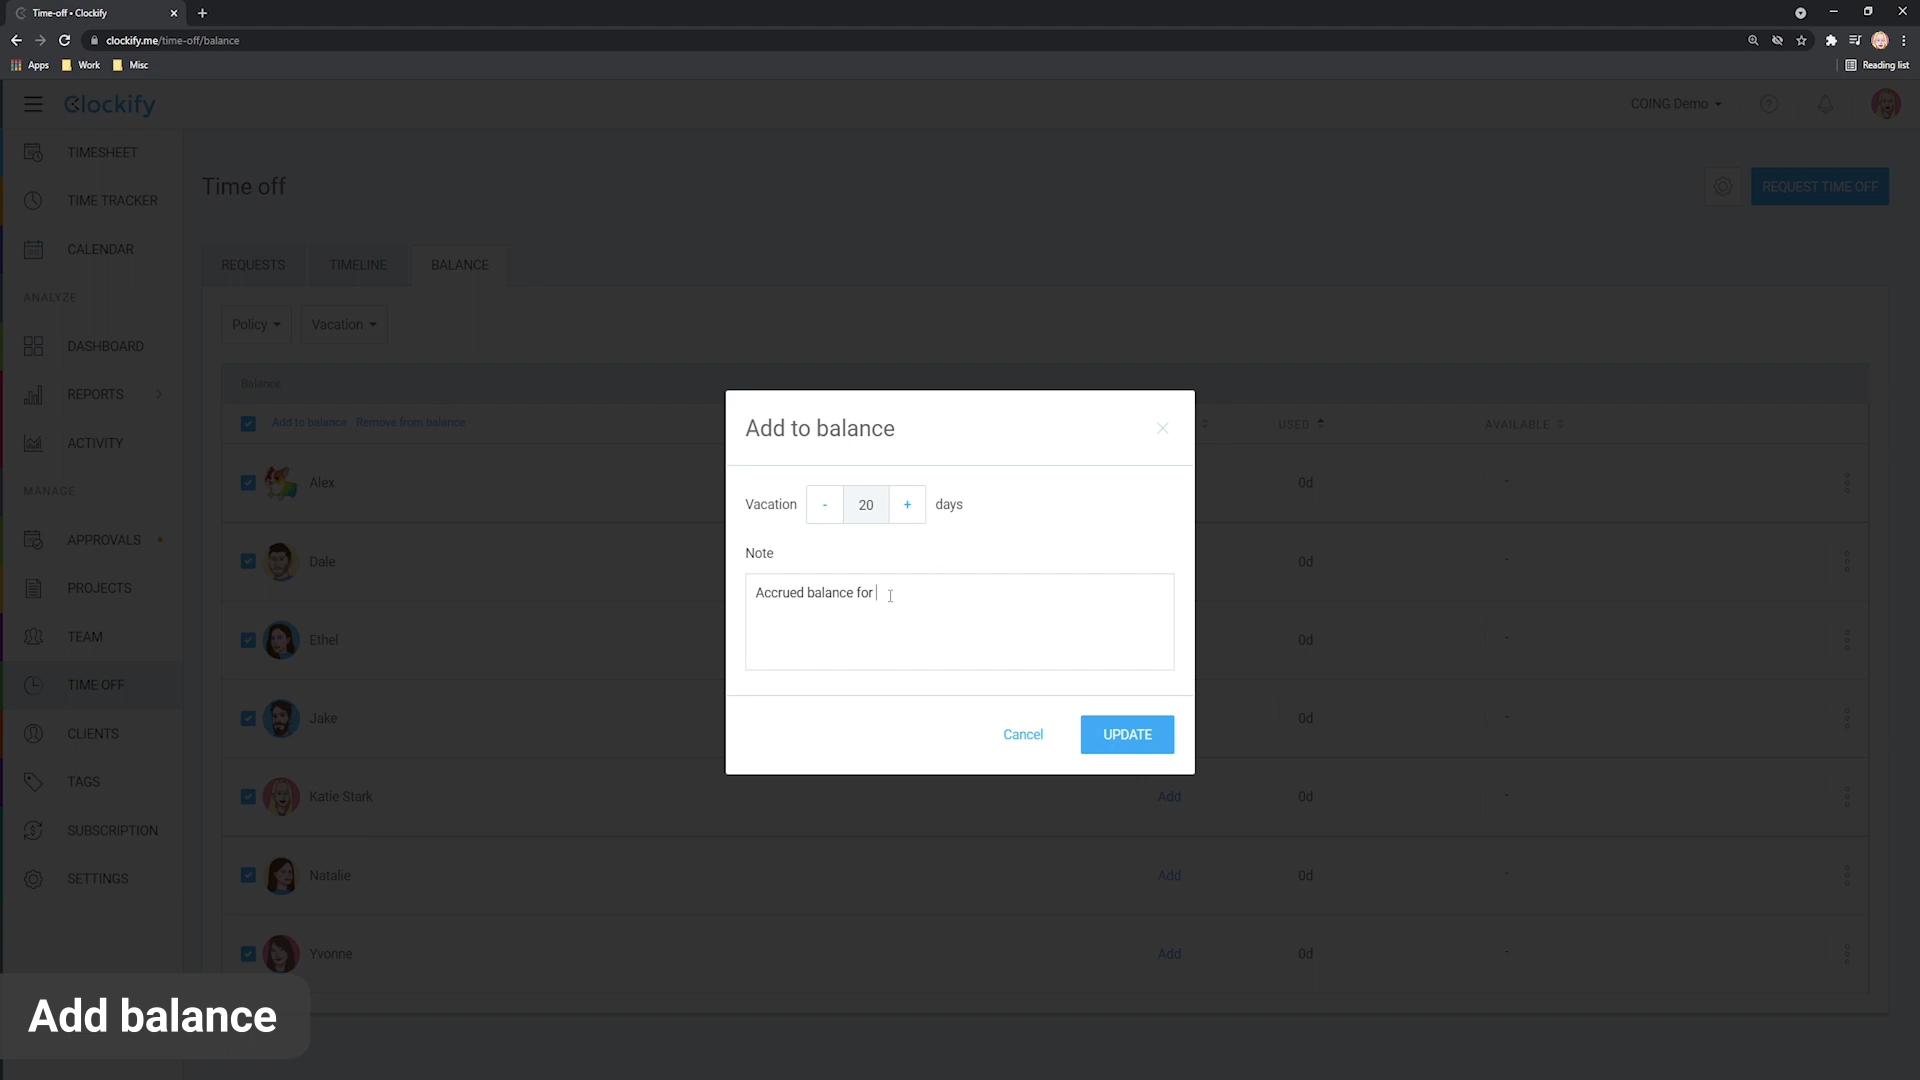 Time-off • Clockify
clockify.me/time-off/balance
Apps Work Misc
Reading list
Clockify
COING Demo
TIMESHEET
TIME TRACKER
CALENDAR
ANALYZE
DASHBOARD
REPORTS
ACTIVITY
MANAGE
APPROVALS
PROJECTS
TEAM
TIME OFF
CLIENTS
TAGS
SUBSCRIPTION
SETTINGS
Time off
REQUEST TIME OFF
REQUESTS TIMELINE BALANCE
Policy Vacation
Balance
Add to balance Remove from balance
USED AVAILABLE
Alex 0d -
Dale 0d -
Ethel 0d -
Jake 0d -
Katie Stark Add 0d -
Natalie Add 0d -
Yvonne Add 0d -
Add to balance
Vacation - 20 + days
Note
Accrued balance for
Cancel UPDATE
Add balance